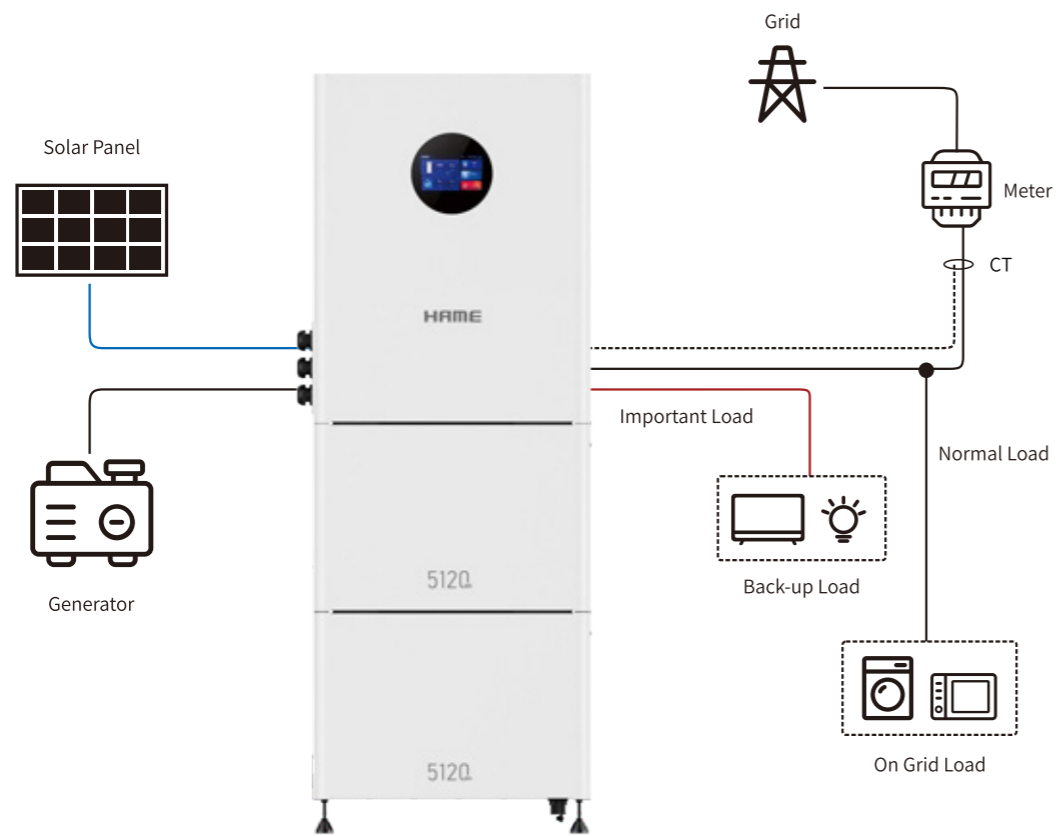 Grid
Solar Panel
Meter
CT
HAME
Important Load
Normal Load
Back-up Load
Generator
5120
On Grid Load
5120